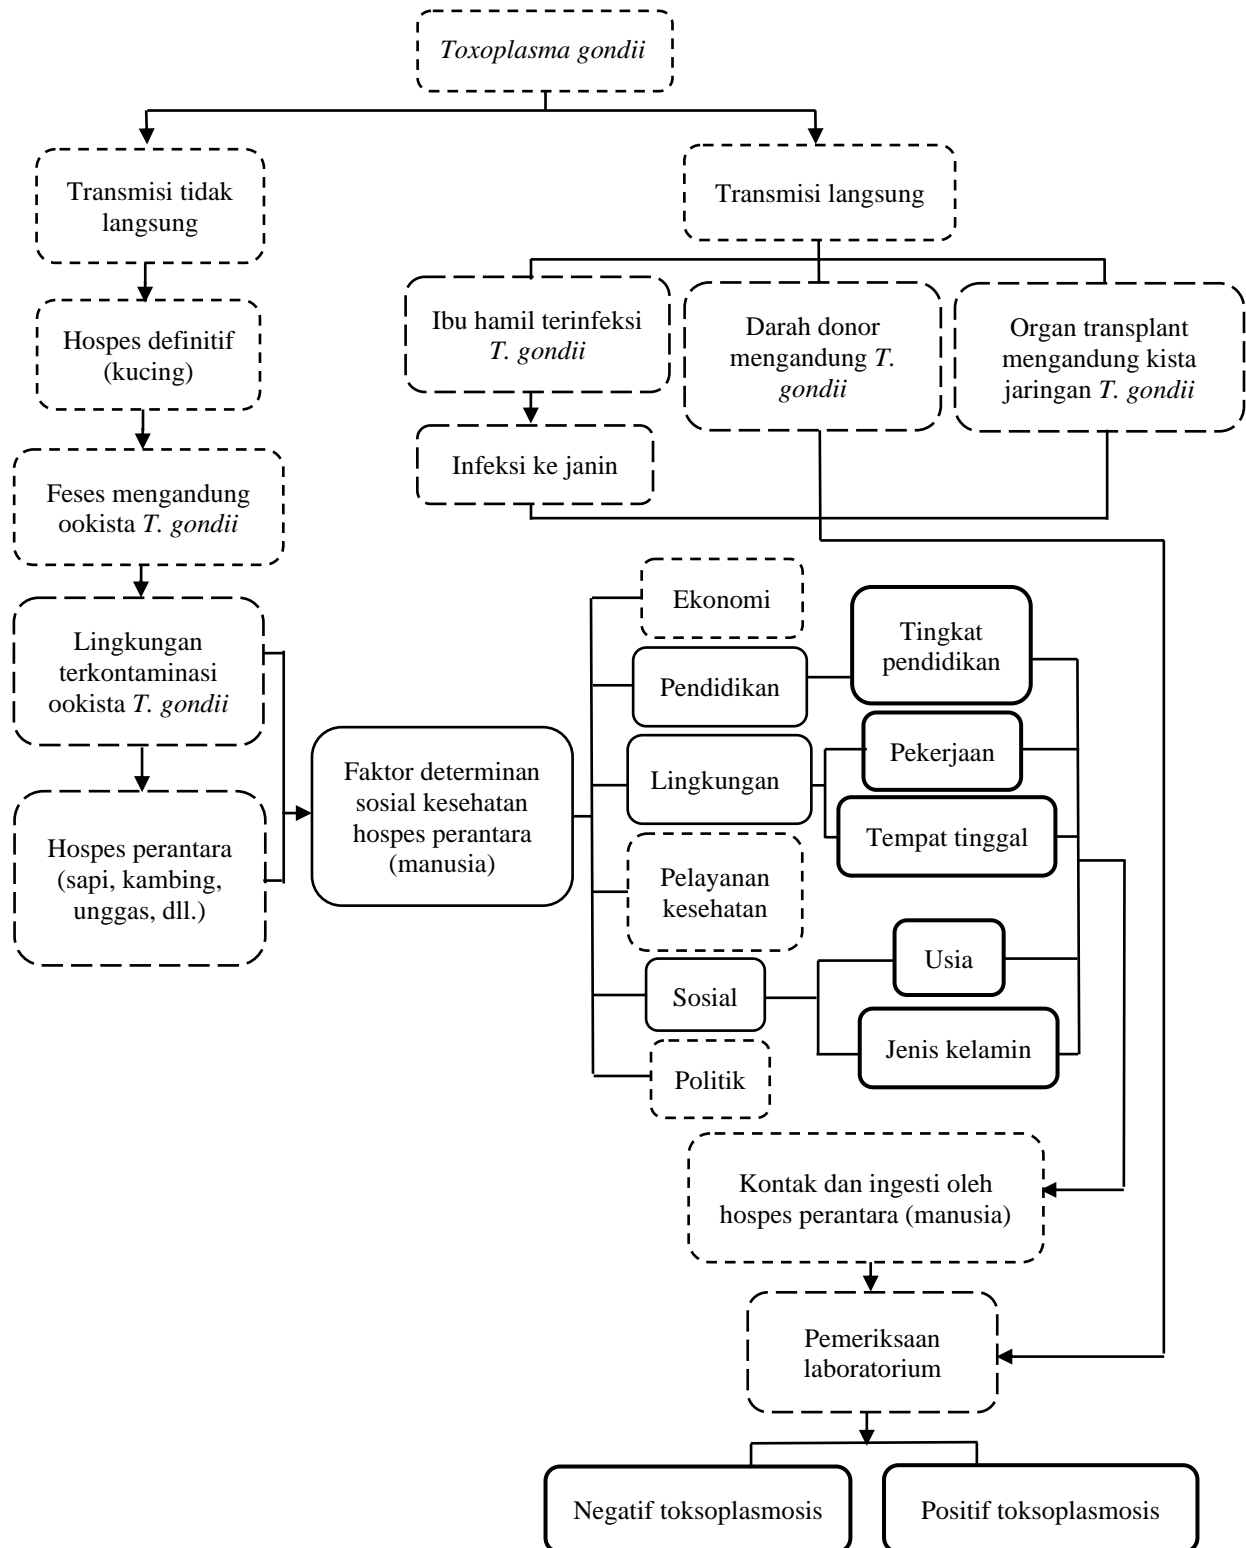 Toxoplasma gondii
Transmisi tidak
langsung
Transmisi langsung
Hospes definitif
(kucing)
Ibu hamil terinfeksi
T. gondii
Darah donor
mengandung T.
gondii
Organ transplant
mengandung kista
jaringan T. gondii
Infeksi ke janin
Feses mengandung
ookista T. gondii
Lingkungan
terkontaminasi
ookista T. gondii
Hospes perantara
(sapi, kambing,
unggas, dll.)
Faktor determinan
sosial kesehatan
hospes perantara
(manusia)
Ekonomi
Pendidikan
Lingkungan
Pelayanan
kesehatan
Sosial
Politik
Tingkat
pendidikan
Pekerjaan
Tempat tinggal
Usia
Jenis kelamin
Kontak dan ingesti oleh
hospes perantara (manusia)
Pemeriksaan
laboratorium
Negatif toksoplasmosis
Positif toksoplasmosis